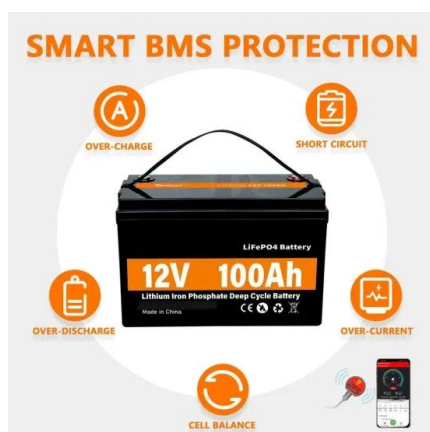 SMART BMS PROTECTION
A
OVER-CHARGE
SHORT CIRCUIT
LiFePO4 Battery
12V 100Ah
Lithium Iron Phosphate Deep Cycle Battery
Made in China
CE
OVER-DISCHARGE
OVER-CURRENT
CELL BALANCE